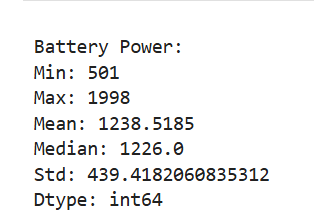 Battery Power:
Min: 501
Max: 1998
Mean: 1238.5185
Median: 1226.0
Std: 439.4182060835312
Dtype: int64